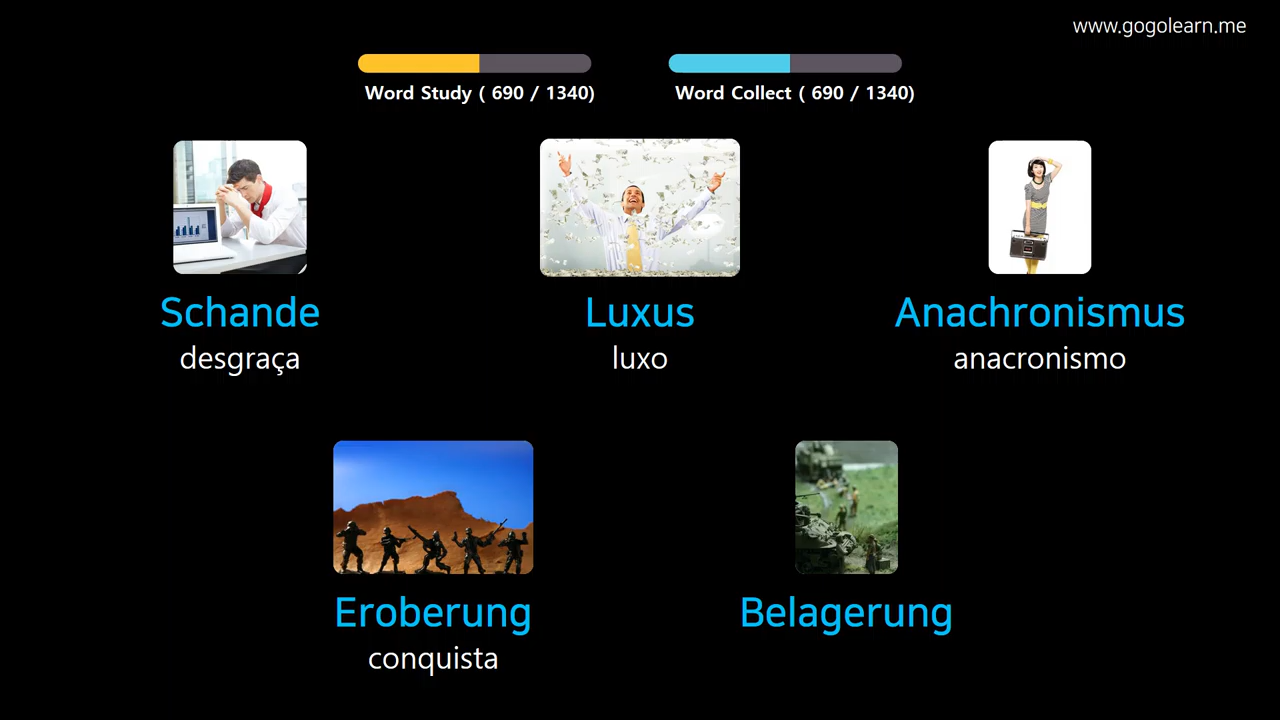 www.gogolearn.me
Word Study ( 690 / 1340)
Word Collect ( 690 / 1340)
Schande
desgraça
Luxus
luxo
Anachronismus
anacronismo
Eroberung
conquista
Belagerung